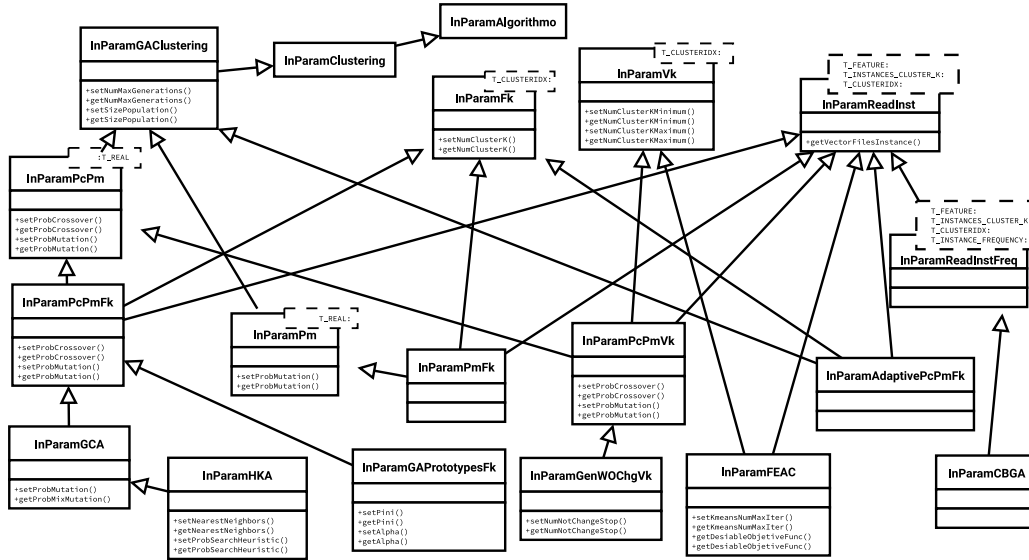 InParamAlgorithmo
InParamGAClustering
+setNumMaxGenerations()
+getNumMaxGenerations()
+setSizePopulation()
+getSizePopulation()
InParamClustering
T_CLUSTERIDX:
InParamFk
+setNumClusterK()
+getNumClusterK()
T_CLUSTERIDX:
InParamVk
+setNumClusterKMinimum()
+getNumClusterKMinimum()
+setNumClusterKMaximum()
+getNumClusterKMaximum()
T_FEATURE:
T_INSTANCES_CLUSTER_K:
T_CLUSTERIDX:
InParamReadInst
+getVectorFilesInstance()
:T_REAL
InParamPcPm
+setProbCrossover()
+getProbCrossover()
+setProbMutation()
+getProbMutation()
T_FEATURE:
T_INSTANCES_CLUSTER_K
T_CLUSTERIDX:
T_INSTANCE_FREQUENCY:
InParamReadInstFreq
InParamPcPmFk
+setProbCrossover()
+getProbCrossover()
+setProbMutation()
+getProbMutation()
T_REAL:
InParamPm
+setProbMutation()
+getProbMutation()
InParamPmFk
InParamPcPmVk
+setProbCrossover()
+getProbCrossover()
+setProbMutation()
+getProbMutation()
InParamAdaptivePcPmFk
InParamGCA
+setProbMutation()
+getProbMixMutation()
InParamHKA
+setNearestNeighbors()
+getNearestNeighbors()
+setProbSearchHeuristic()
+getProbSearchHeuristic()
InParamGAPrototypesFk
+setPini()
+getPini()
+setAlpha()
+getAlpha()
InParamGenWOChgVk
+setNumNotChangeStop()
+getNumNotChangeStop()
InParamFEAC
+setKmeansNumMaxIter()
+getKmeansNumMaxIter()
+getDesiableObjetiveFunc()
+getDesiableObjetiveFunc()
InParamCBGA